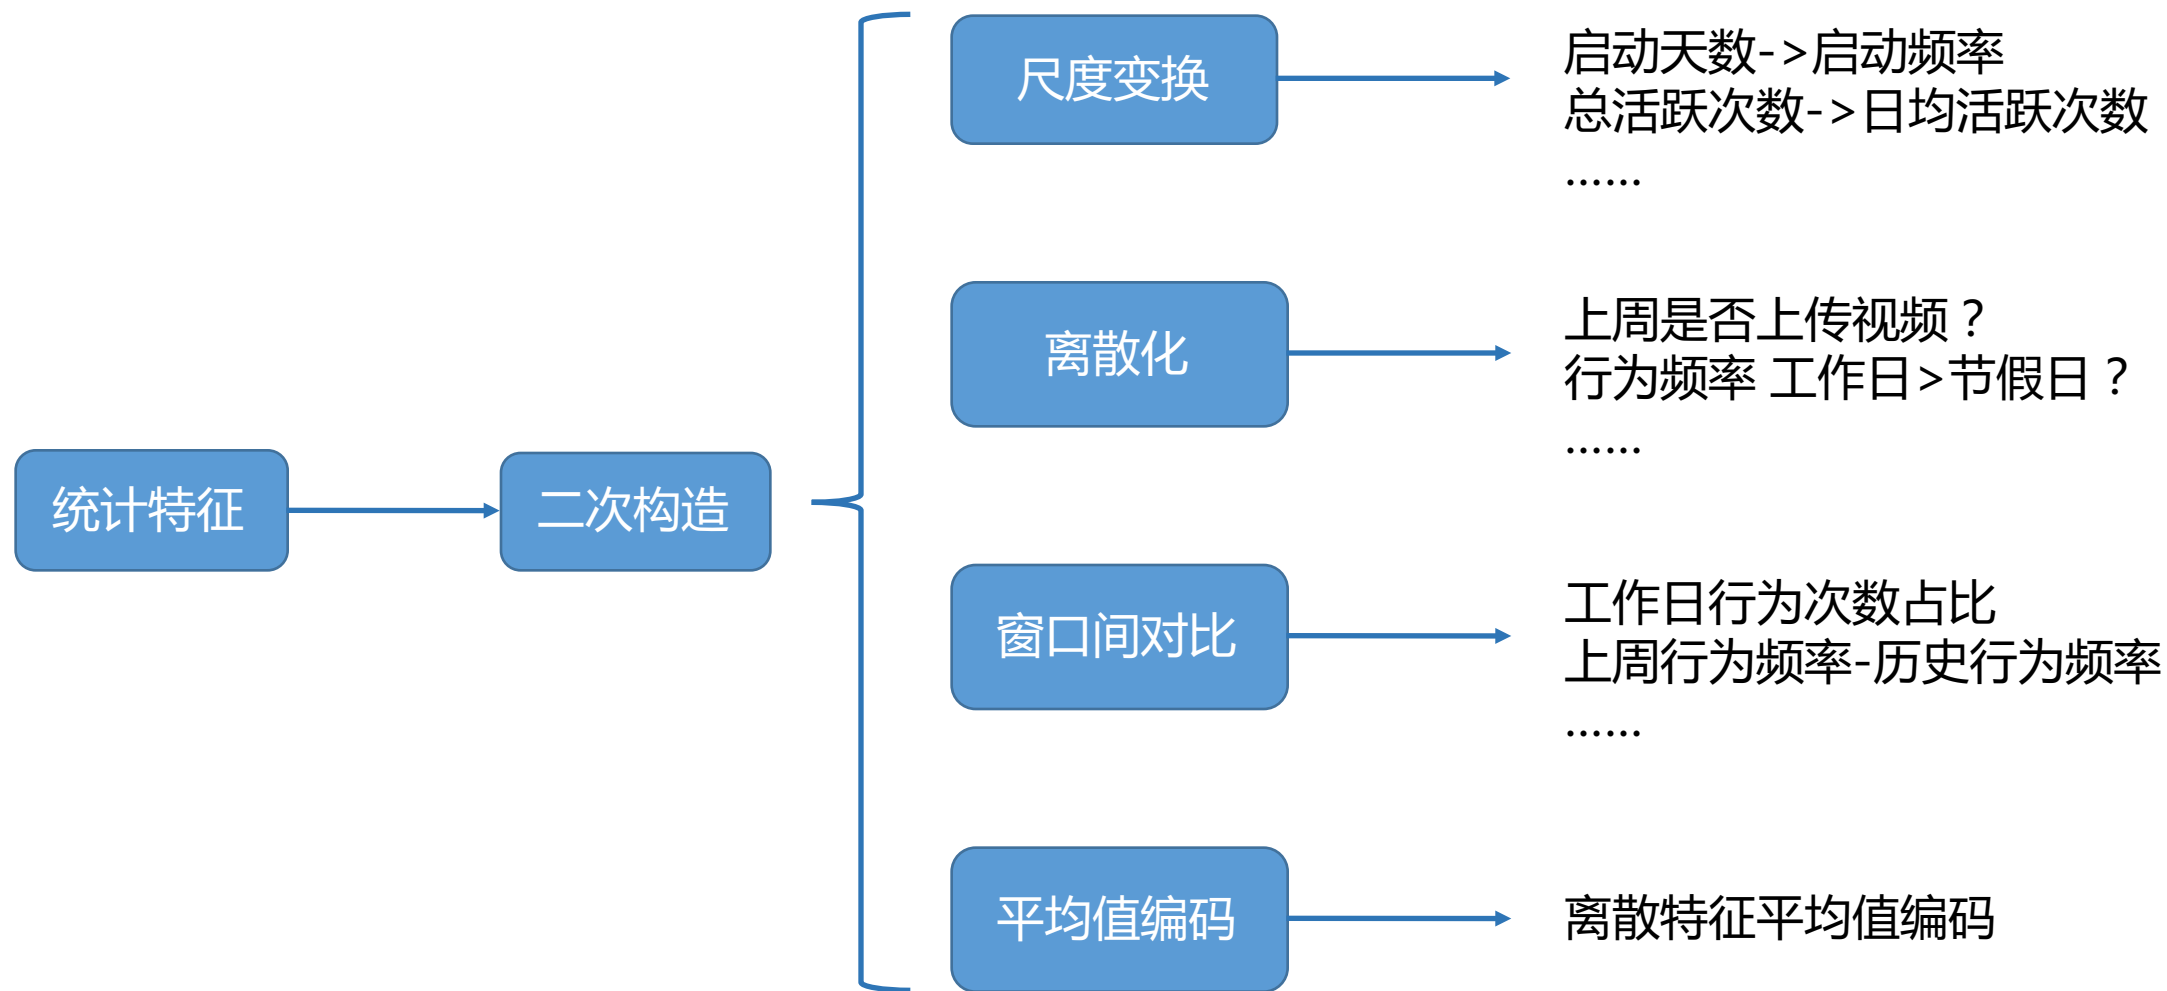 统计特征
二次构造
尺度变换
启动天数->启动频率
总活跃次数->日均活跃次数
……
离散化
上周是否上传视频？
行为频率 工作日>节假日？
……
窗口间对比
工作日行为次数占比
上周行为频率-历史行为频率
……
平均值编码
离散特征平均值编码